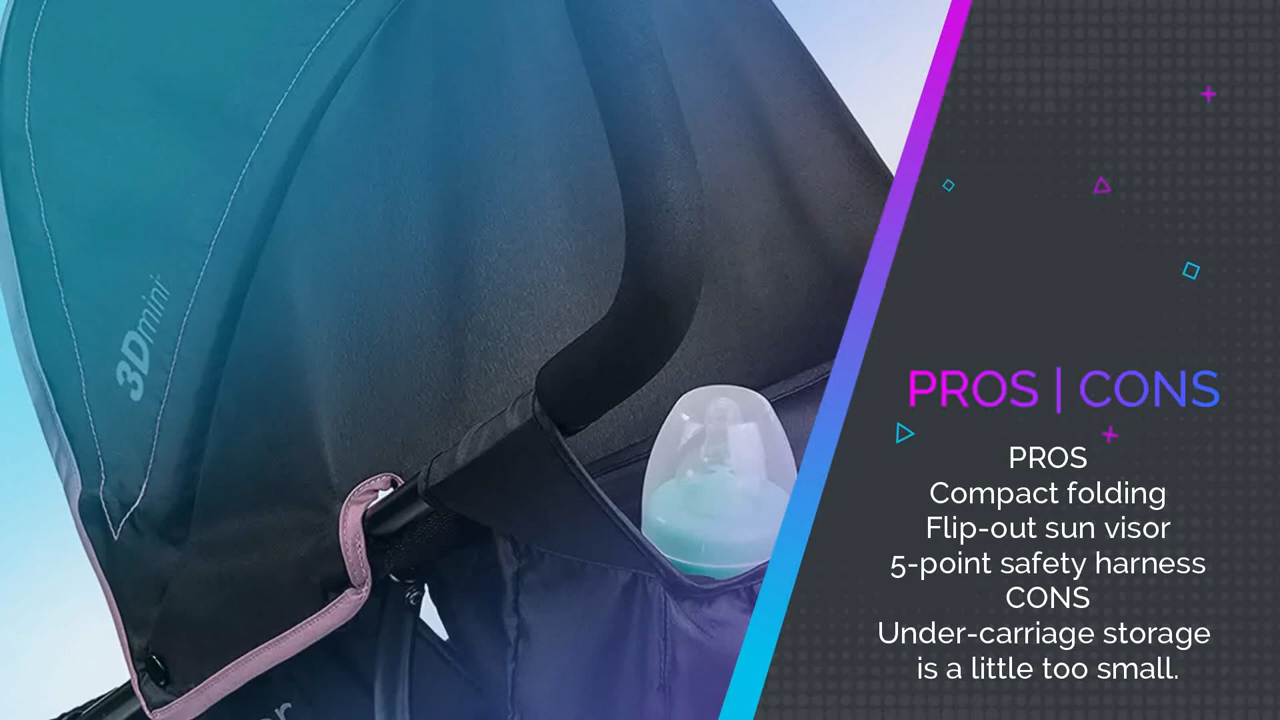 3Dmini
PROS | CONS
PROS
Compact folding
Flip-out sun visor
5-point safety harness
CONS
Under-carriage storage
is a little too small.